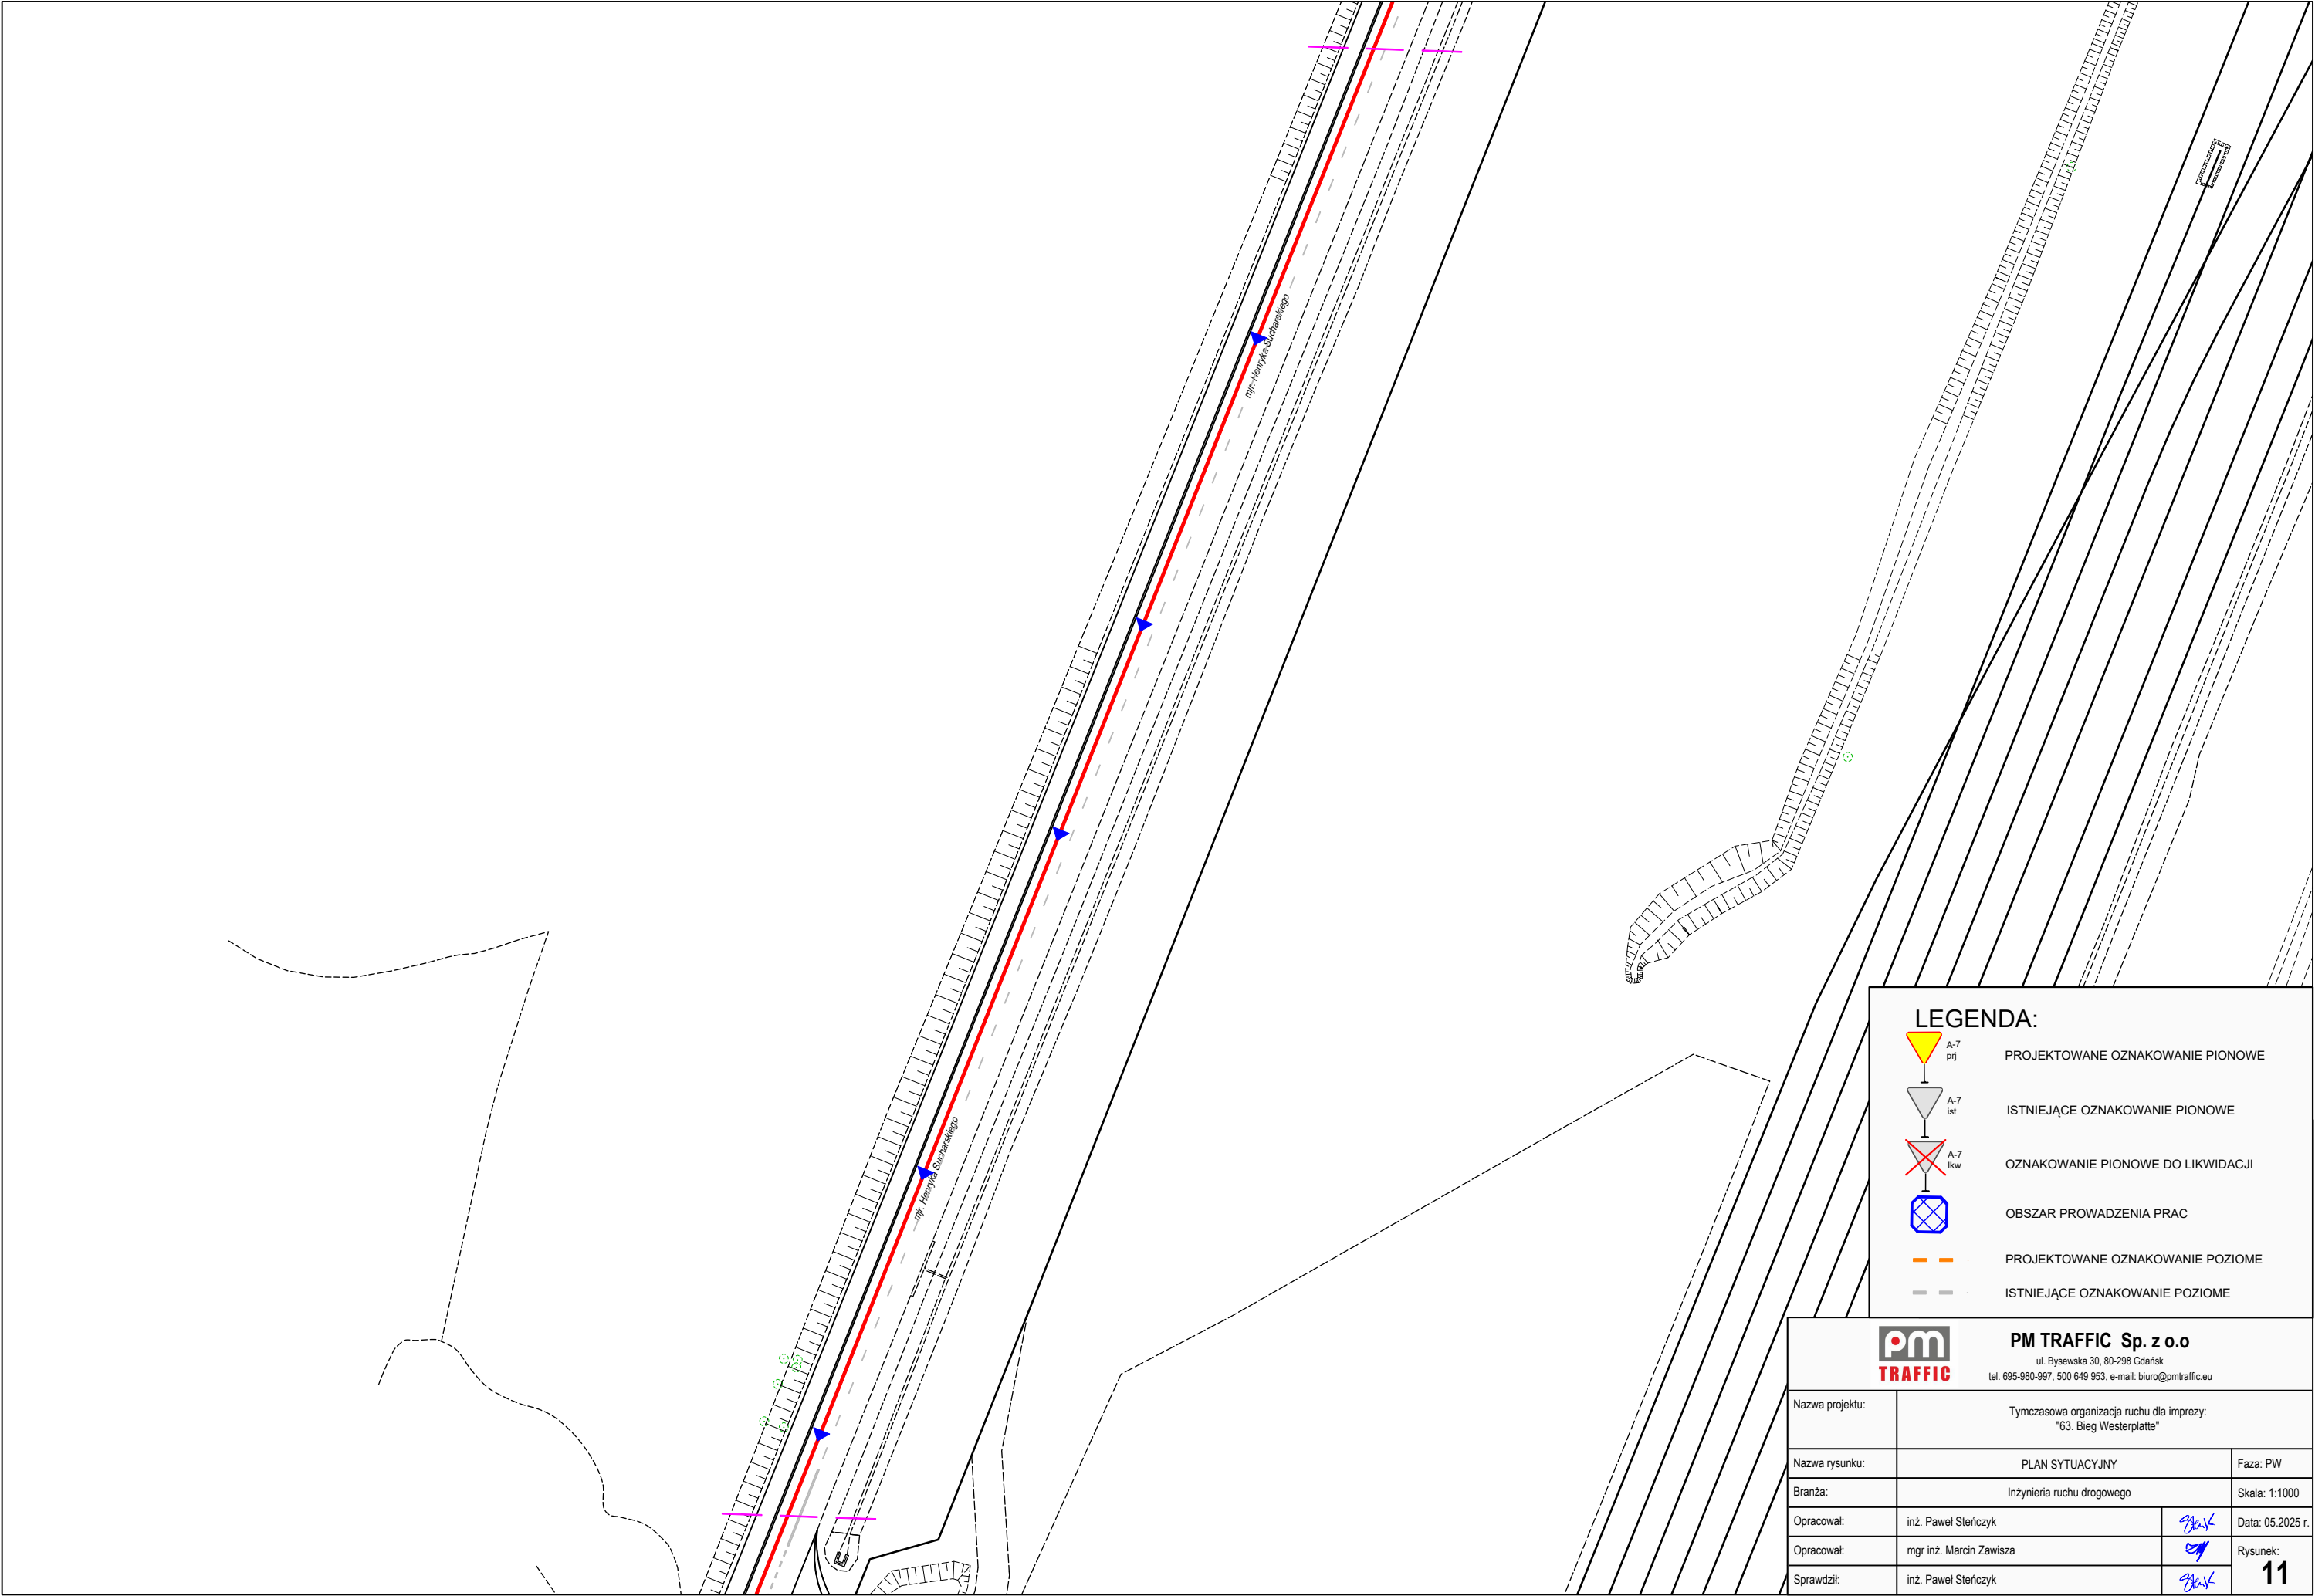 mjr. Henryka Sucharskiego
mjr. Henryka Sucharskiego
LEGENDA:
A-7
prj
PROJEKTOWANE OZNAKOWANIE PIONOWE
A-7
ist
ISTNIEJĄCE OZNAKOWANIE PIONOWE
A-7
lkw
OZNAKOWANIE PIONOWE DO LIKWIDACJI
OBSZAR PROWADZENIA PRAC
PROJEKTOWANE OZNAKOWANIE POZIOME
ISTNIEJĄCE OZNAKOWANIE POZIOME
pm
TRAFFIC
PM TRAFFIC Sp. z o.o
ul. Bysewska 30, 80-298 Gdańsk
tel. 695-980-997, 500 649 953, e-mail: biuro@pmtraffic.eu
Nazwa projektu:
Tymczasowa organizacja ruchu dla imprezy:
"63. Bieg Westerplatte"
Nazwa rysunku: PLAN SYTUACYJNY Faza: PW
Branża: Inżynieria ruchu drogowego Skala: 1:1000
Opracował: inż. Paweł Steńczyk Data: 05.2025 r.
Opracował: mgr inż. Marcin Zawisza Rysunek:
Sprawdził: inż. Paweł Steńczyk 11